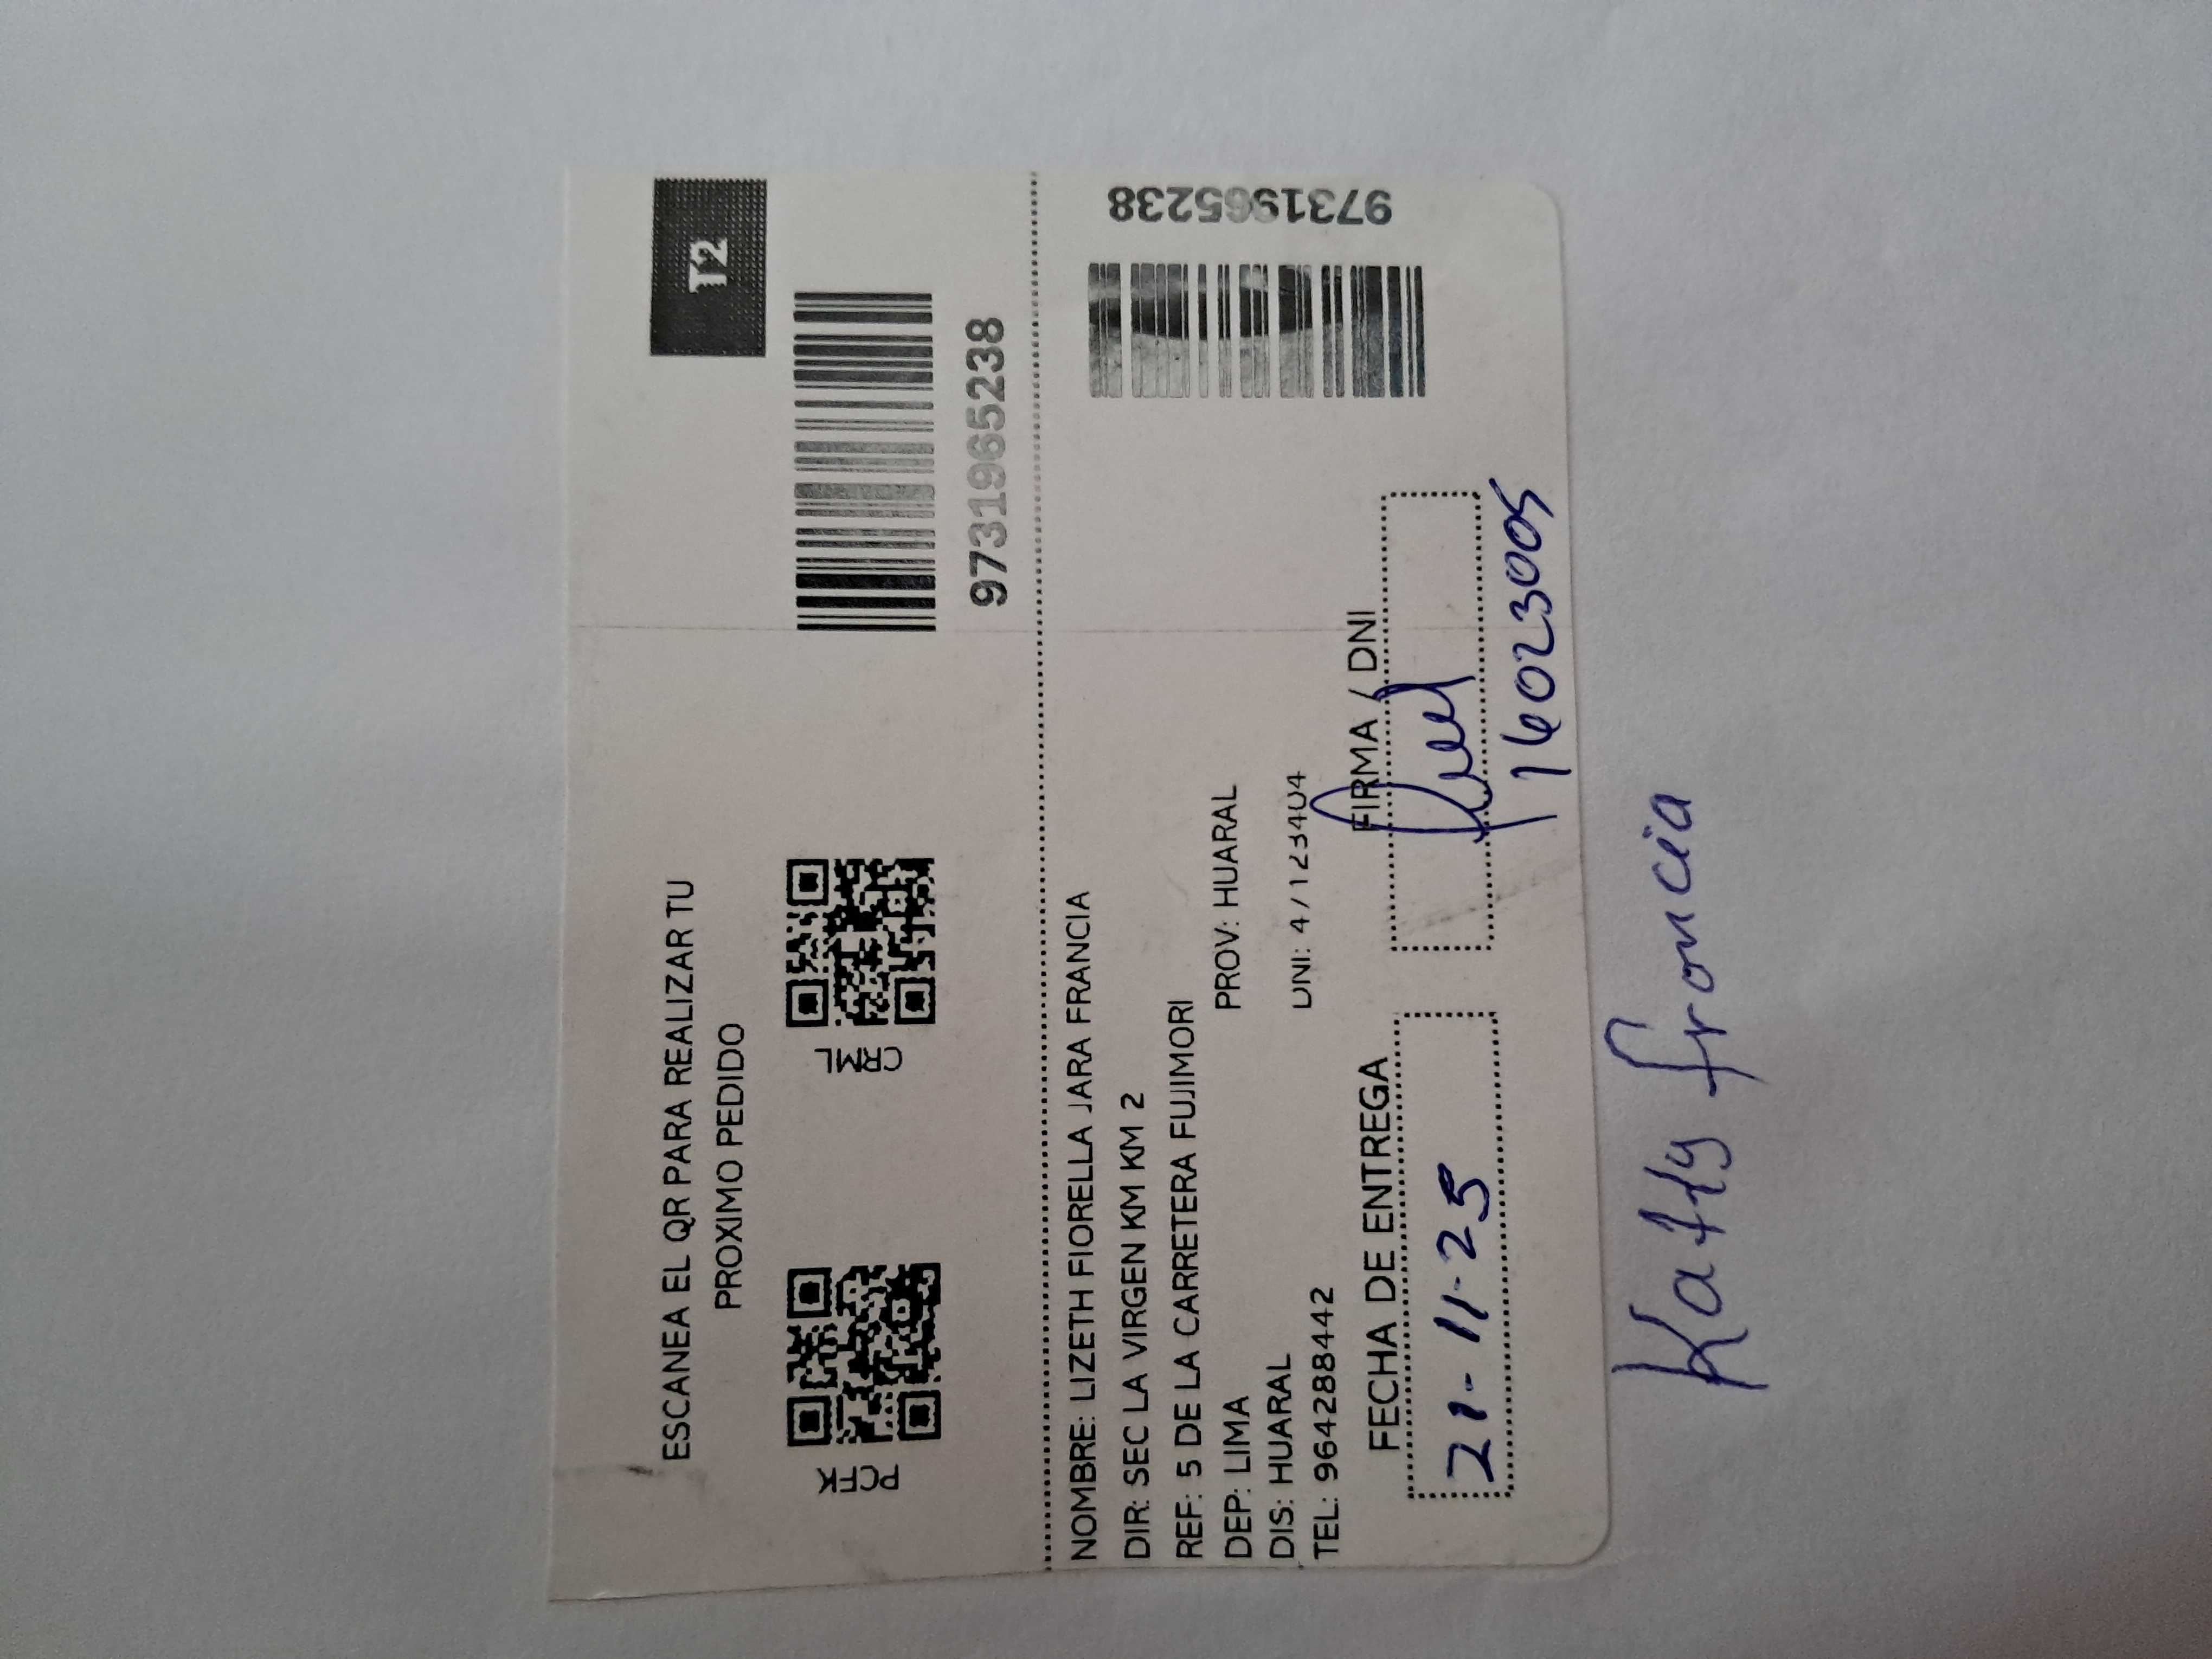 T2
ESCANEA EL QR PARA REALIZAR TU
PROXIMO PEDIDO
PCFK
CRML
9731965238
NOMBRE: LIZETH FIORELLA JARA FRANCIA
DIR: SEC LA VIRGEN KM KM 2
REF: 5 DE LA CARRETERA FUJIMORI
DEP: LIMA PROV: HUARAL
DIS: HUARAL
TEL: 964288442 DNI:
9731965238
FECHA DE ENTREGA FIRMA / DNI
21-11-25
16023005
Katty francia